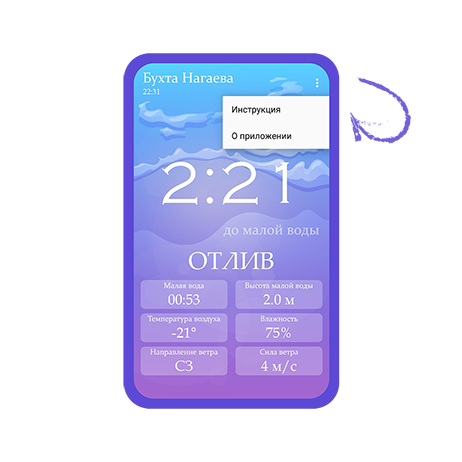 Бухта Нагаева
22:31
Инструкция
О приложении
2:21
до малой воды
ОТЛИВ
Малая вода
00:53
Высота малой воды
2.0 м
Температура воздуха
-21°
Влажность
75%
Направление ветра
СЗ
Сила ветра
4 м/с